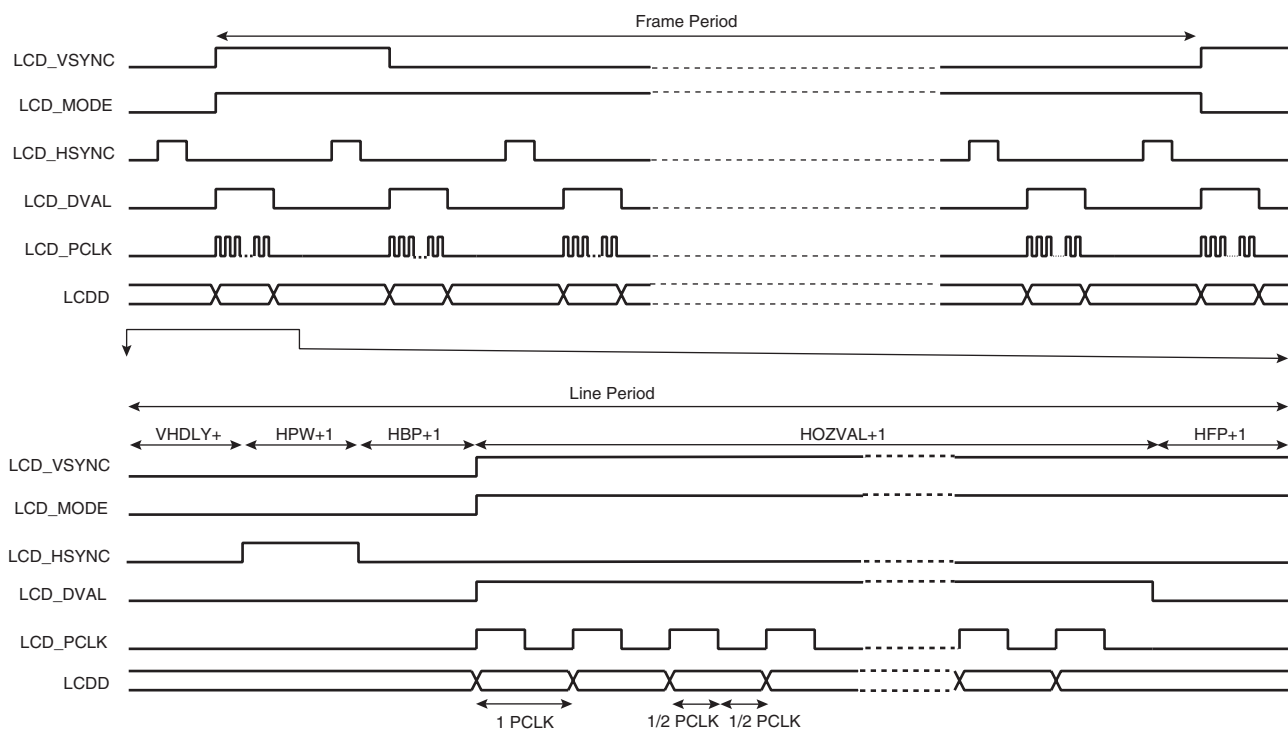 Frame Period
LCD_VSYNC
LCD_MODE
LCD_HSYNC
LCD_DVAL
LCD_PCLK
LCDD
Line Period
VHDLY+ HPW+1 HBP+1 HOZVAL+1 HFP+1
LCD_VSYNC
LCD_MODE
LCD_HSYNC
LCD_DVAL
LCD_PCLK
LCDD
1 PCLK 1/2 PCLK 1/2 PCLK